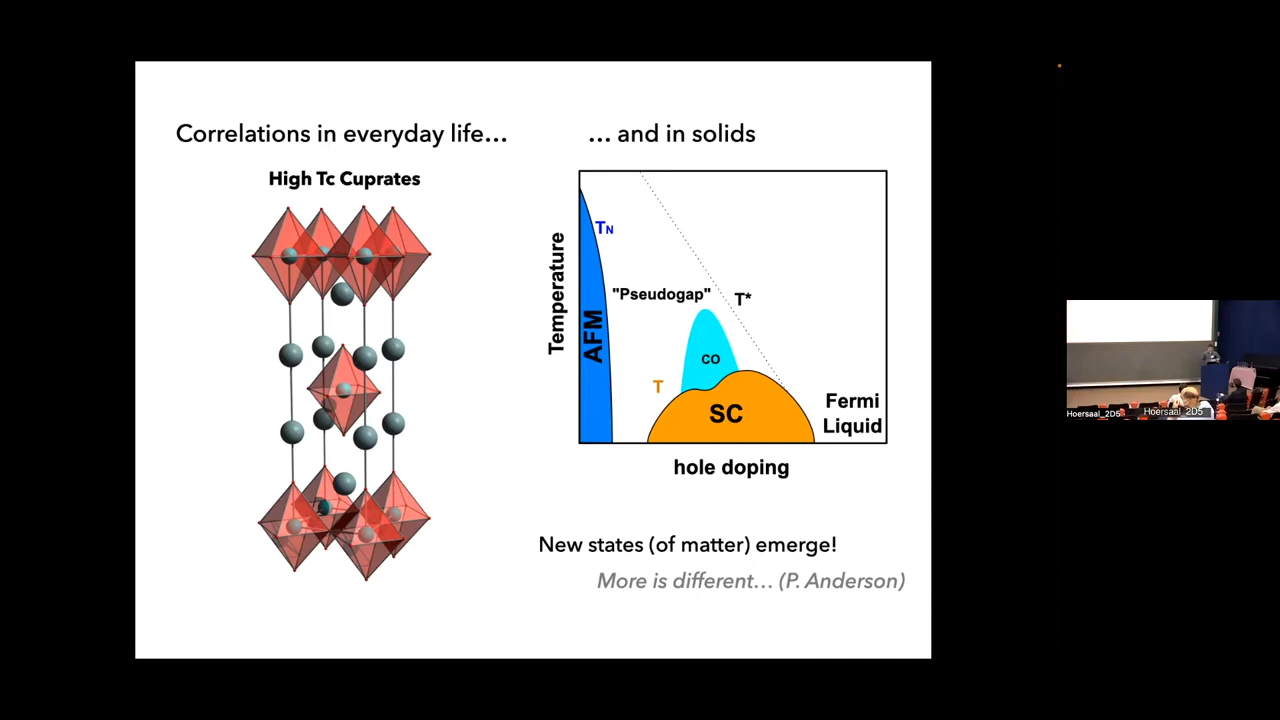 Correlations in everyday life...
... and in solids
High Tc Cuprates
Temperature
AFM
TN
"Pseudogap"
T*
CO
T
SC
Fermi
Liquid
hole doping
New states (of matter) emerge!
More is different... (P. Anderson)
Hoersaal_2D5
Hoersaal_2D5